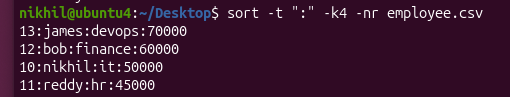 nikhil@ubuntu4:~/Desktop$ sort -t ":" -k4 -nr employee.csv
13:james:devops:70000
12:bob:finance:60000
10:nikhil:it:50000
11:reddy:hr:45000